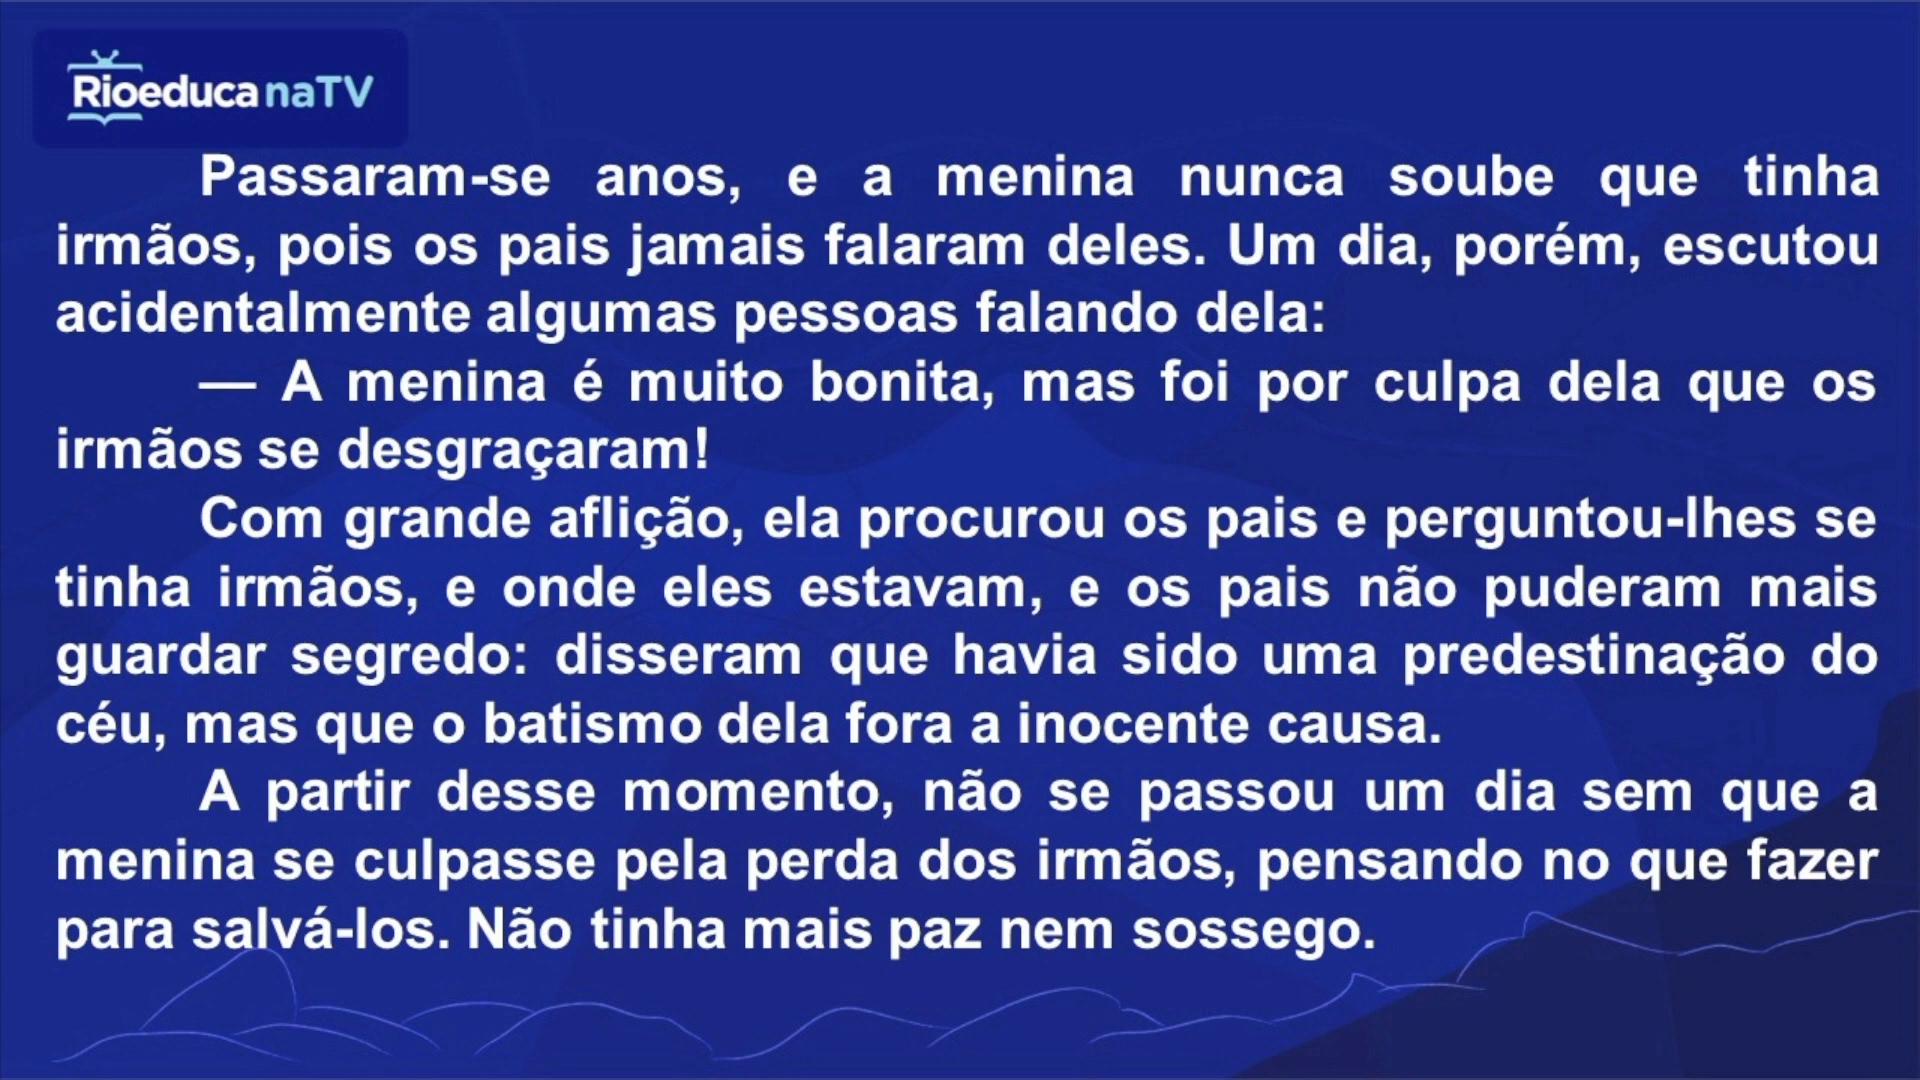 Rioeduca naTV
Passaram-se anos, e a menina nunca soube que tinha
irmãos, pois os pais jamais falaram deles. Um dia, porém, escutou
acidentalmente algumas pessoas falando dela:
— A menina é muito bonita, mas foi por culpa dela que os
irmãos se desgraçaram!
Com grande aflição, ela procurou os pais e perguntou-lhes se
tinha irmãos, e onde eles estavam, e os pais não puderam mais
guardar segredo: disseram que havia sido uma predestinação do
céu, mas que o batismo dela fora a inocente causa.
A partir desse momento, não se passou um dia sem que a
menina se culpasse pela perda dos irmãos, pensando no que fazer
para salvá-los. Não tinha mais paz nem sossego.